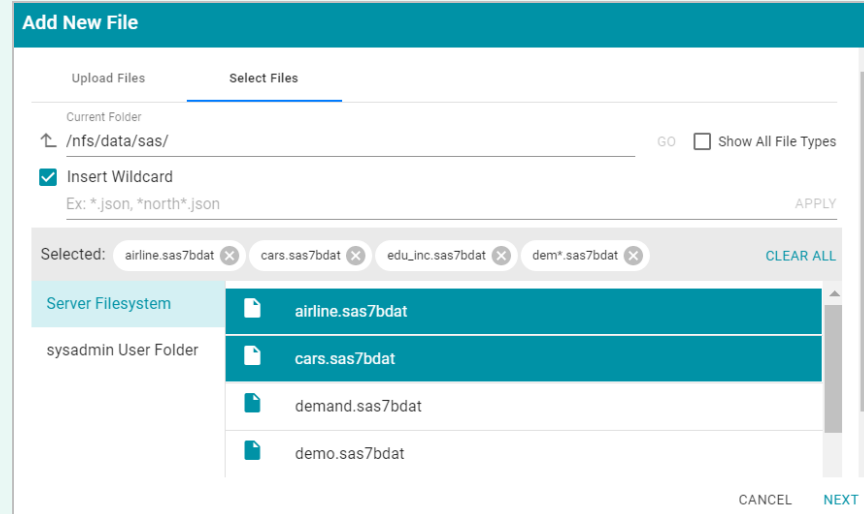 Add New File
Upload Files Select Files
Current Folder
/nfs/data/sas/ GO Show All File Types
Insert Wildcard
Ex: *.json, *north*.json APPLY
Selected: airline.sas7bdat cars.sas7bdat edu_inc.sas7bdat dem*.sas7bdat CLEAR ALL
Server Filesystem airline.sas7bdat
sysadmin User Folder cars.sas7bdat
demand.sas7bdat
demo.sas7bdat
CANCEL NEXT